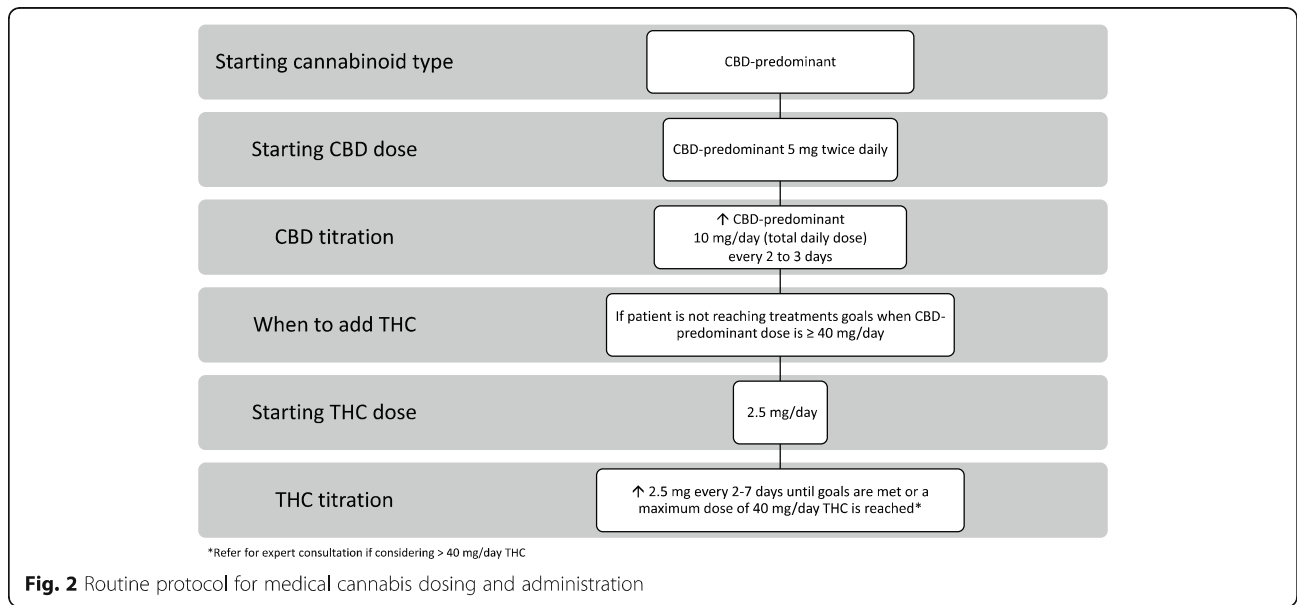 Starting cannabinoid type
CBD-predominant
Starting CBD dose
CBD-predominant 5 mg twice daily
CBD titration
↑ CBD-predominant
10 mg/day (total daily dose)
every 2 to 3 days
When to add THC
If patient is not reaching treatments goals when CBD-
predominant dose is ≥ 40 mg/day
Starting THC dose
2.5 mg/day
THC titration
↑ 2.5 mg every 2-7 days until goals are met or a
maximum dose of 40 mg/day THC is reached*
*Refer for expert consultation if considering > 40 mg/day THC
Fig. 2 Routine protocol for medical cannabis dosing and administration